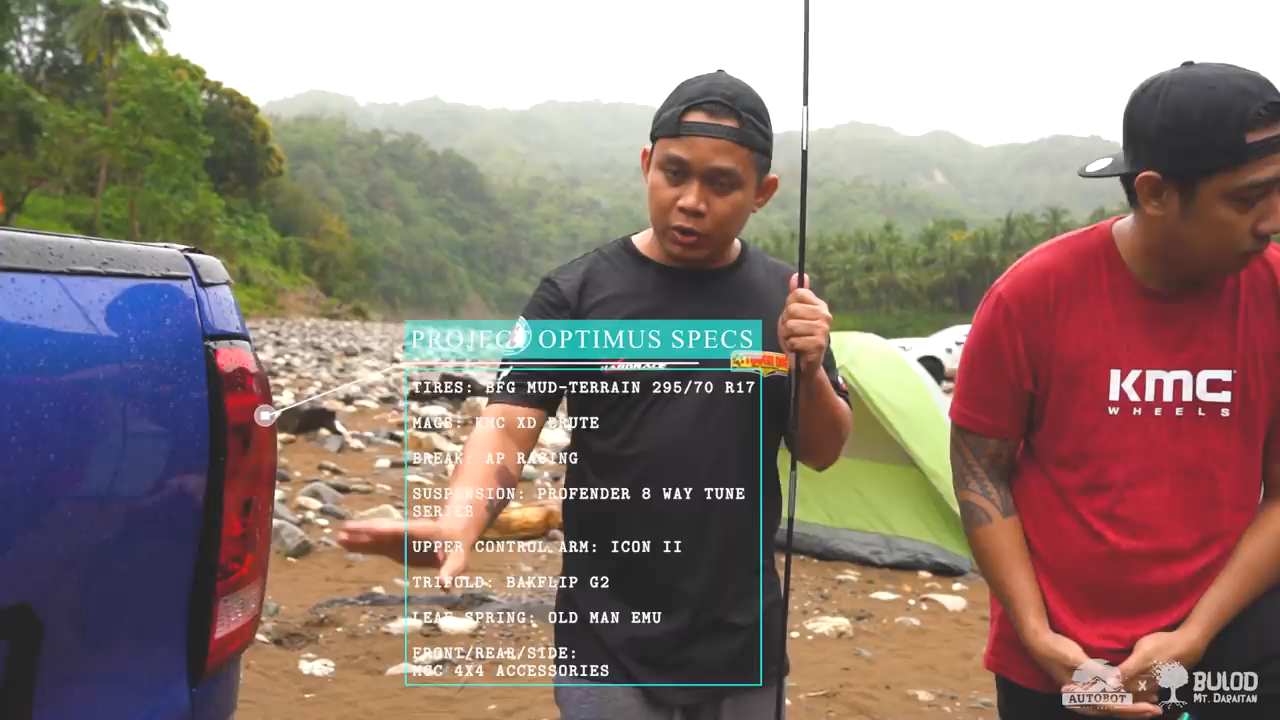 PROJECT OPTIMUS SPECS
TIRES: BFG MUD-TERRAIN 295/70 R17
MAGS: KMC XD BRUTE
BREAK: AP RACING
SUSPENSION: PROFENDER 8 WAY TUNE
SERIES
UPPER CONTROL ARM: ICON II
TRIFOLD: BAKFLIP G2
LEAF SPRING: OLD MAN EMU
FRONT/REAR/SIDE:
MCC 4X4 ACCESSORIES
KMC
WHEELS
AUTOBOT
X
BULOD
MT. DARAITAN